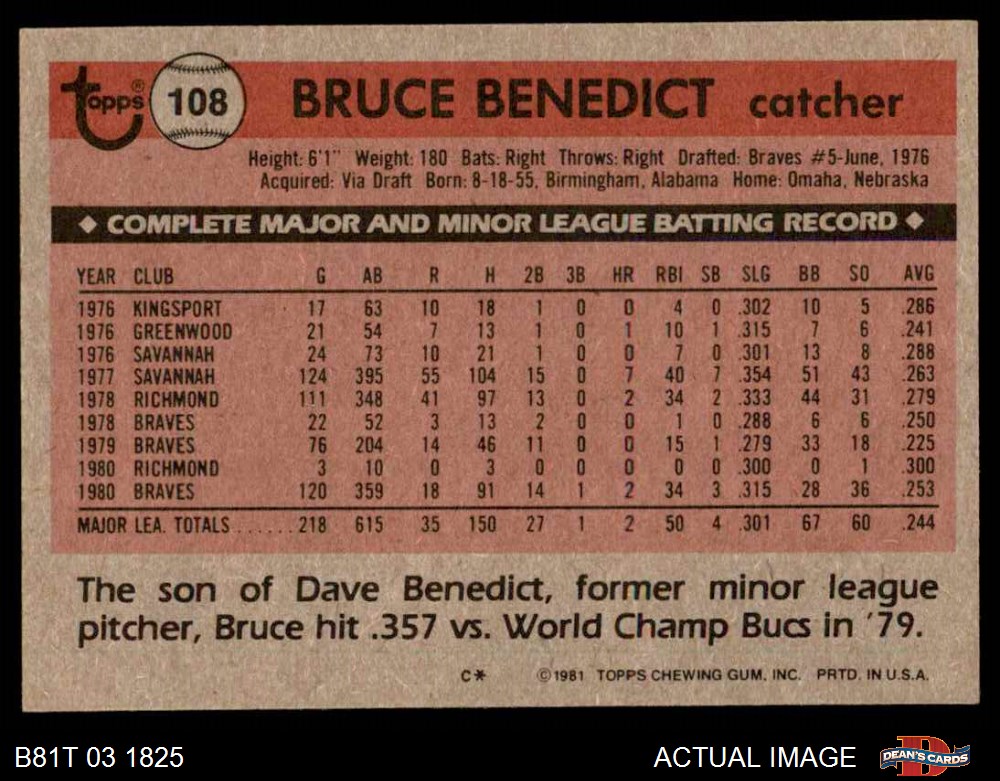 Topps® 108 BRUCE BENEDICT catcher
Height: 6'1" Weight: 180 Bats: Right Throws: Right Drafted: Braves #5-June, 1976
Acquired: Via Draft Born: 8-18-55, Birmingham, Alabama Home: Omaha, Nebraska
◆ COMPLETE MAJOR AND MINOR LEAGUE BATTING RECORD ◆
YEAR CLUB G AB R H 2B 3B HR RBI SB SLG BB SO AVG
1976 KINGSPORT 17 63 10 18 1 0 0 4 0 .302 10 5 .286
1976 GREENWOOD 21 54 7 13 1 0 1 10 1 .315 7 6 .241
1976 SAVANNAH 24 73 10 21 1 0 0 7 0 .301 13 8 .288
1977 SAVANNAH 124 395 55 104 15 0 7 40 7 .354 51 43 .263
1978 RICHMOND 111 348 41 97 13 0 2 34 2 .333 44 31 .279
1978 BRAVES 22 52 3 13 2 0 0 1 0 .288 6 6 .250
1979 BRAVES 76 204 14 46 11 0 0 15 1 .279 33 18 .225
1980 RICHMOND 3 10 0 3 0 0 0 0 0 .300 0 1 .300
1980 BRAVES 120 359 18 91 14 1 2 34 3 .315 28 36 .253
MAJOR LEA. TOTALS ......218 615 35 150 27 1 2 50 4 .301 67 60 .244
The son of Dave Benedict, former minor league
pitcher, Bruce hit .357 vs. World Champ Bucs in '79.
C* ©1981 TOPPS CHEWING GUM, INC. PRTD. IN U.S.A.
B81T 03 1825 ACTUAL IMAGE DEAN'S CARDS